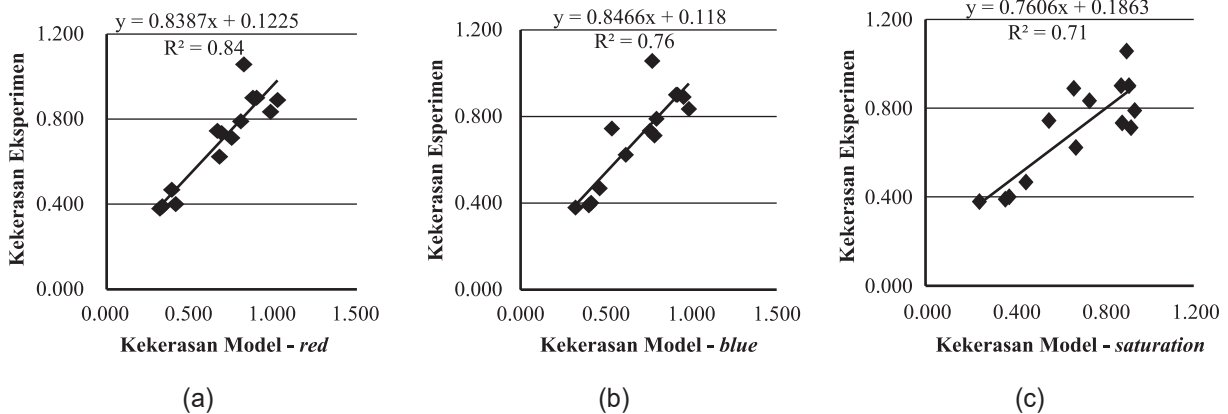 y = 0.8387x + 0.1225
R² = 0.84
1.200
0.800
0.400
0.000
0.000 0.500 1.000 1.500
Kekerasan Eksperimen
Kekerasan Model - red
(a)
y = 0.8466x + 0.118
R² = 0.76
1.200
0.800
0.400
0.000
0.000 0.500 1.000 1.500
Kekerasan Esperimen
Kekerasan Model - blue
(b)
y = 0.7606x + 0.1863
R² = 0.71
1.200
0.800
0.400
0.000
0.000 0.400 0.800 1.200
Kekerasan Eksperimen
Kekerasan Model - saturation
(c)